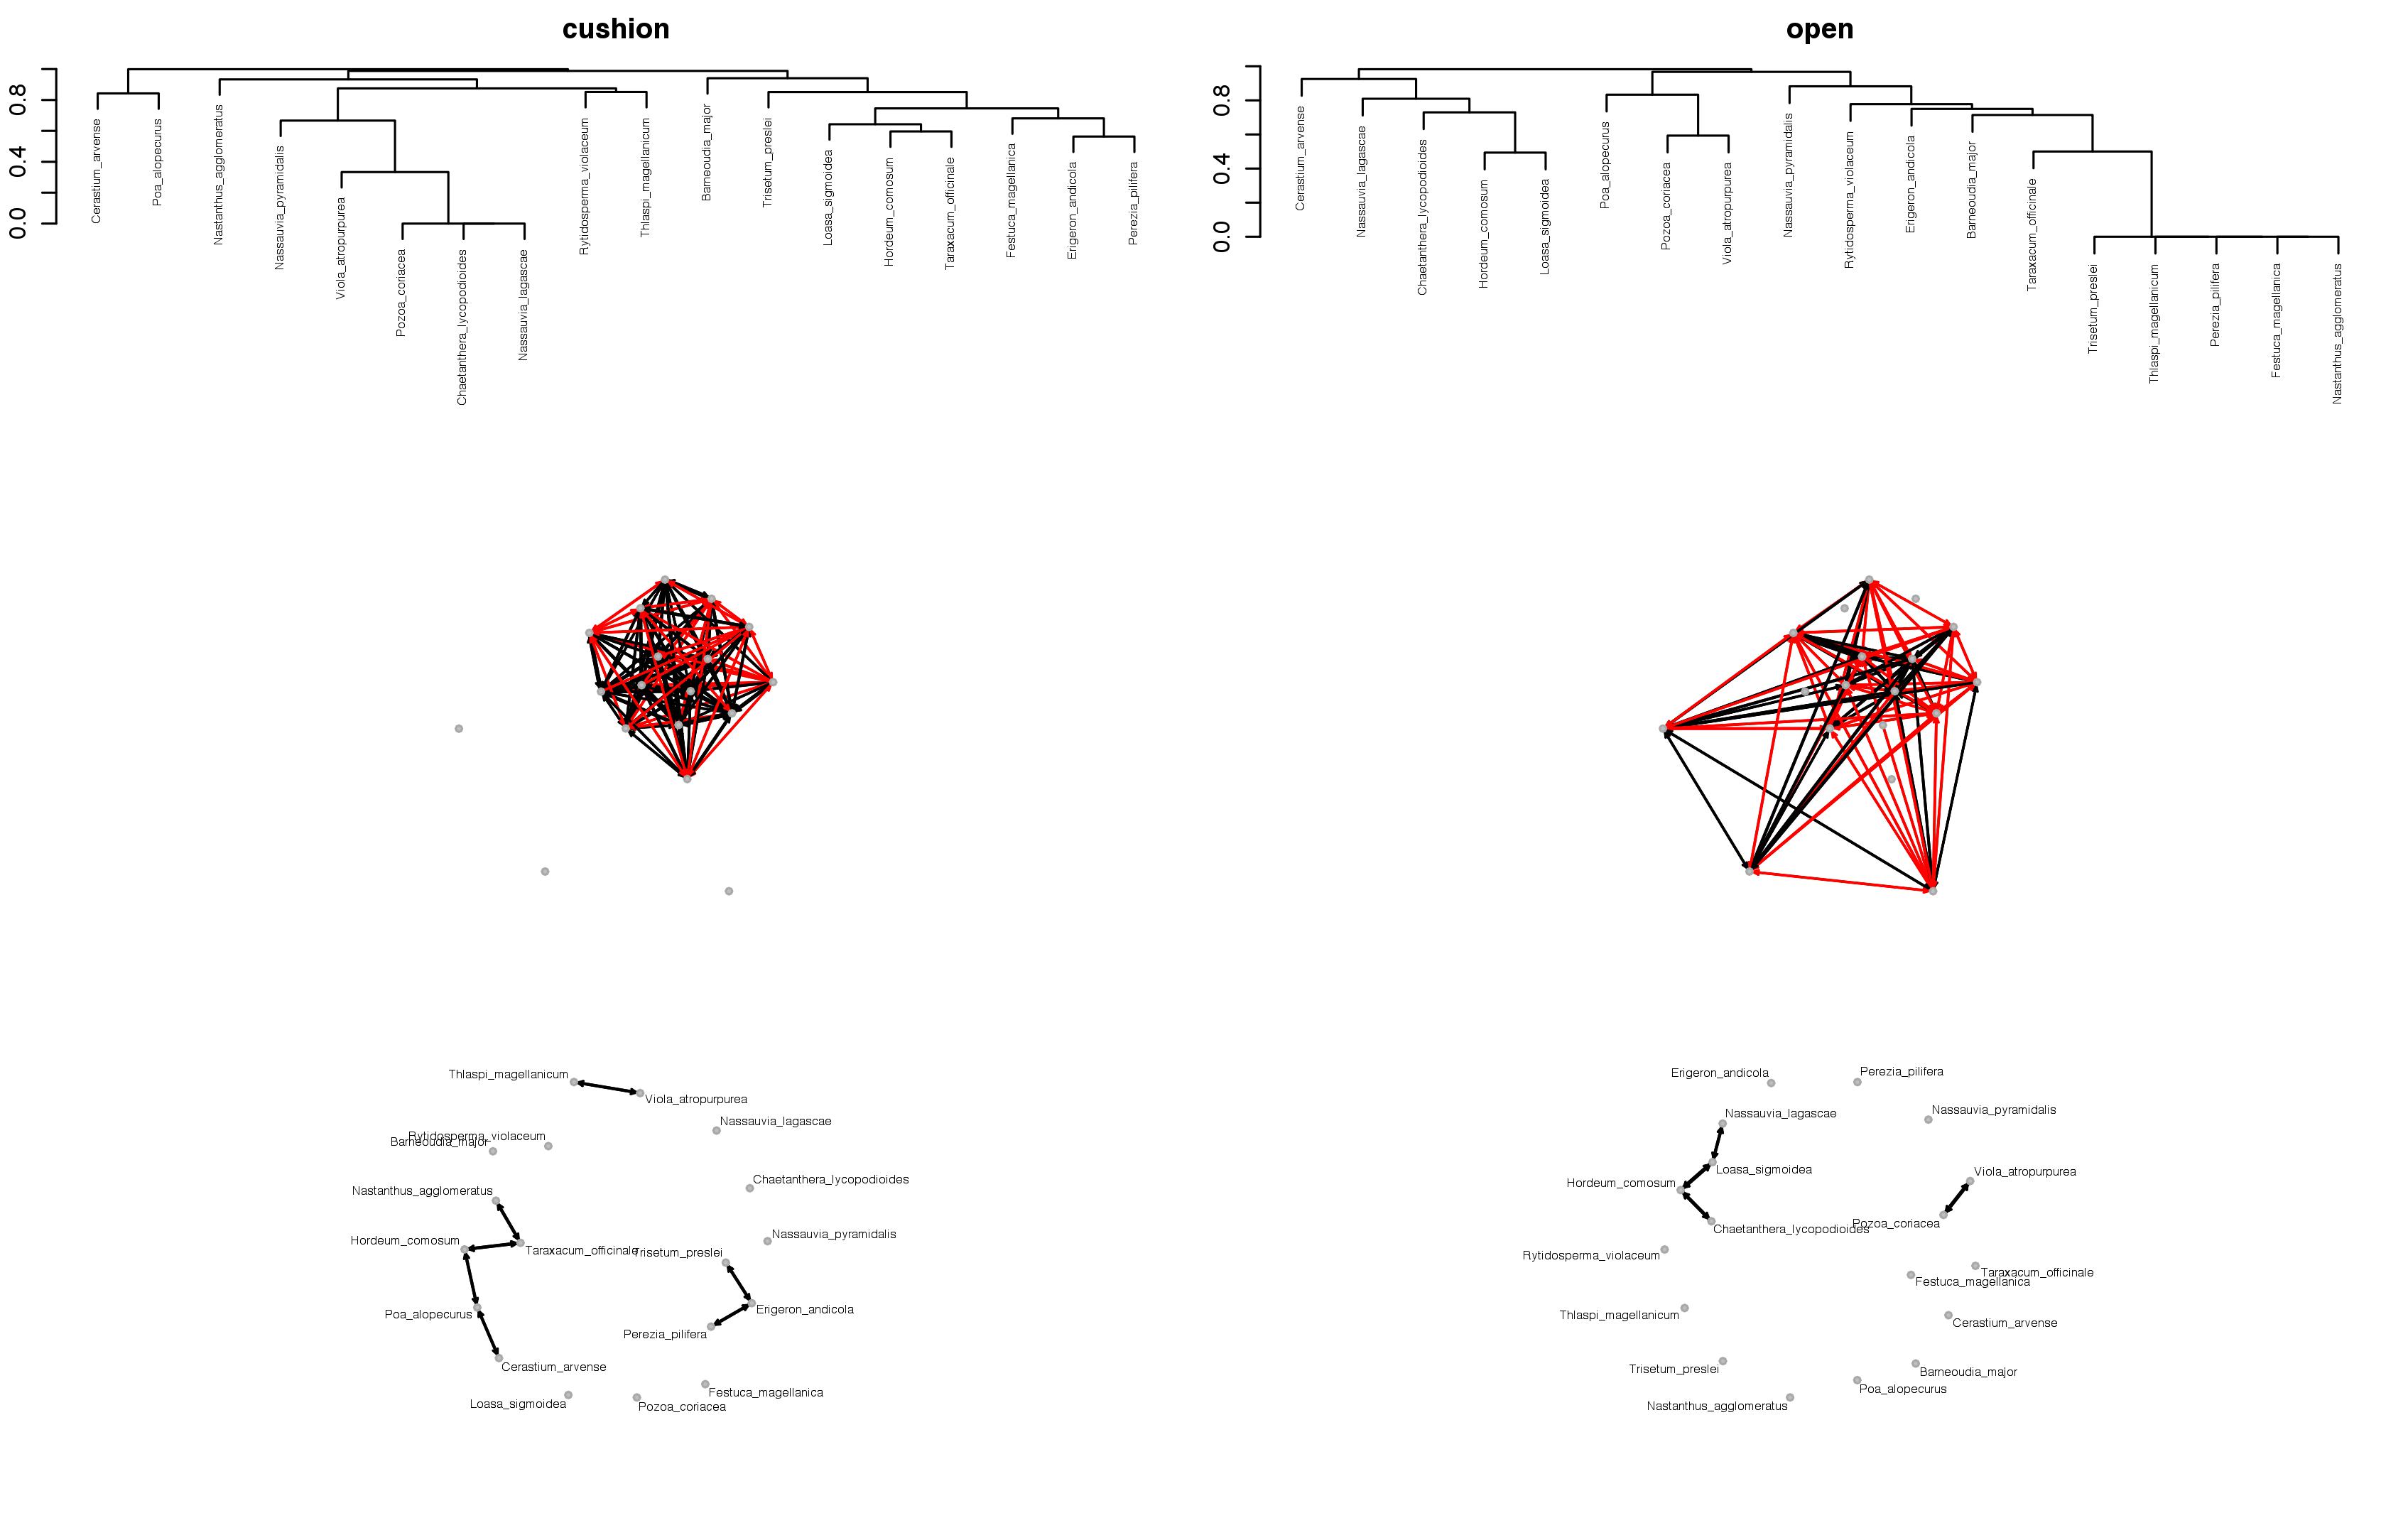 cushion
open
0.0
0.4
0.8
Cerastium_arvense
Poa_alopecurus
Nastanthus_agglomeratus
Nassauvia_pyramidalis
Viola_atropurpurea
Pozoa_coriacea
Chaetanthera_lycopodioides
Nassauvia_lagascae
Rytidosperma_violaceum
Thlaspi_magellanicum
Barneoudia_major
Trisetum_preslei
Loasa_sigmoidea
Hordeum_comosum
Taraxacum_officinale
Festuca_magellanica
Erigeron_andicola
Perezia_pilifera
0.0
0.4
0.8
Cerastium_arvense
Nassauvia_lagascae
Chaetanthera_lycopodioides
Hordeum_comosum
Loasa_sigmoidea
Poa_alopecurus
Pozoa_coriacea
Viola_atropurpurea
Nassauvia_pyramidalis
Rytidosperma_violaceum
Erigeron_andicola
Barneoudia_major
Taraxacum_officinale
Trisetum_preslei
Thlaspi_magellanicum
Perezia_pilifera
Festuca_magellanica
Nastanthus_agglomeratus
Thlaspi_magellanicum
Viola_atropurpurea
Nassauvia_lagascae
Rytidosperma_violaceum
Barneoudia_major
Chaetanthera_lycopodioides
Nastanthus_agglomeratus
Nassauvia_pyramidalis
Hordeum_comosum
Taraxacum_officinale
Trisetum_preslei
Erigeron_andicola
Poa_alopecurus
Perezia_pilifera
Cerastium_arvense
Festuca_magellanica
Loasa_sigmoidea
Pozoa_coriacea
Erigeron_andicola
Perezia_pilifera
Nassauvia_lagascae
Nassauvia_pyramidalis
Loasa_sigmoidea
Viola_atropurpurea
Hordeum_comosum
Pozoa_coriacea
Chaetanthera_lycopodioides
Rytidosperma_violaceum
Taraxacum_officinale
Festuca_magellanica
Thlaspi_magellanicum
Cerastium_arvense
Trisetum_preslei
Barneoudia_major
Poa_alopecurus
Nastanthus_agglomeratus